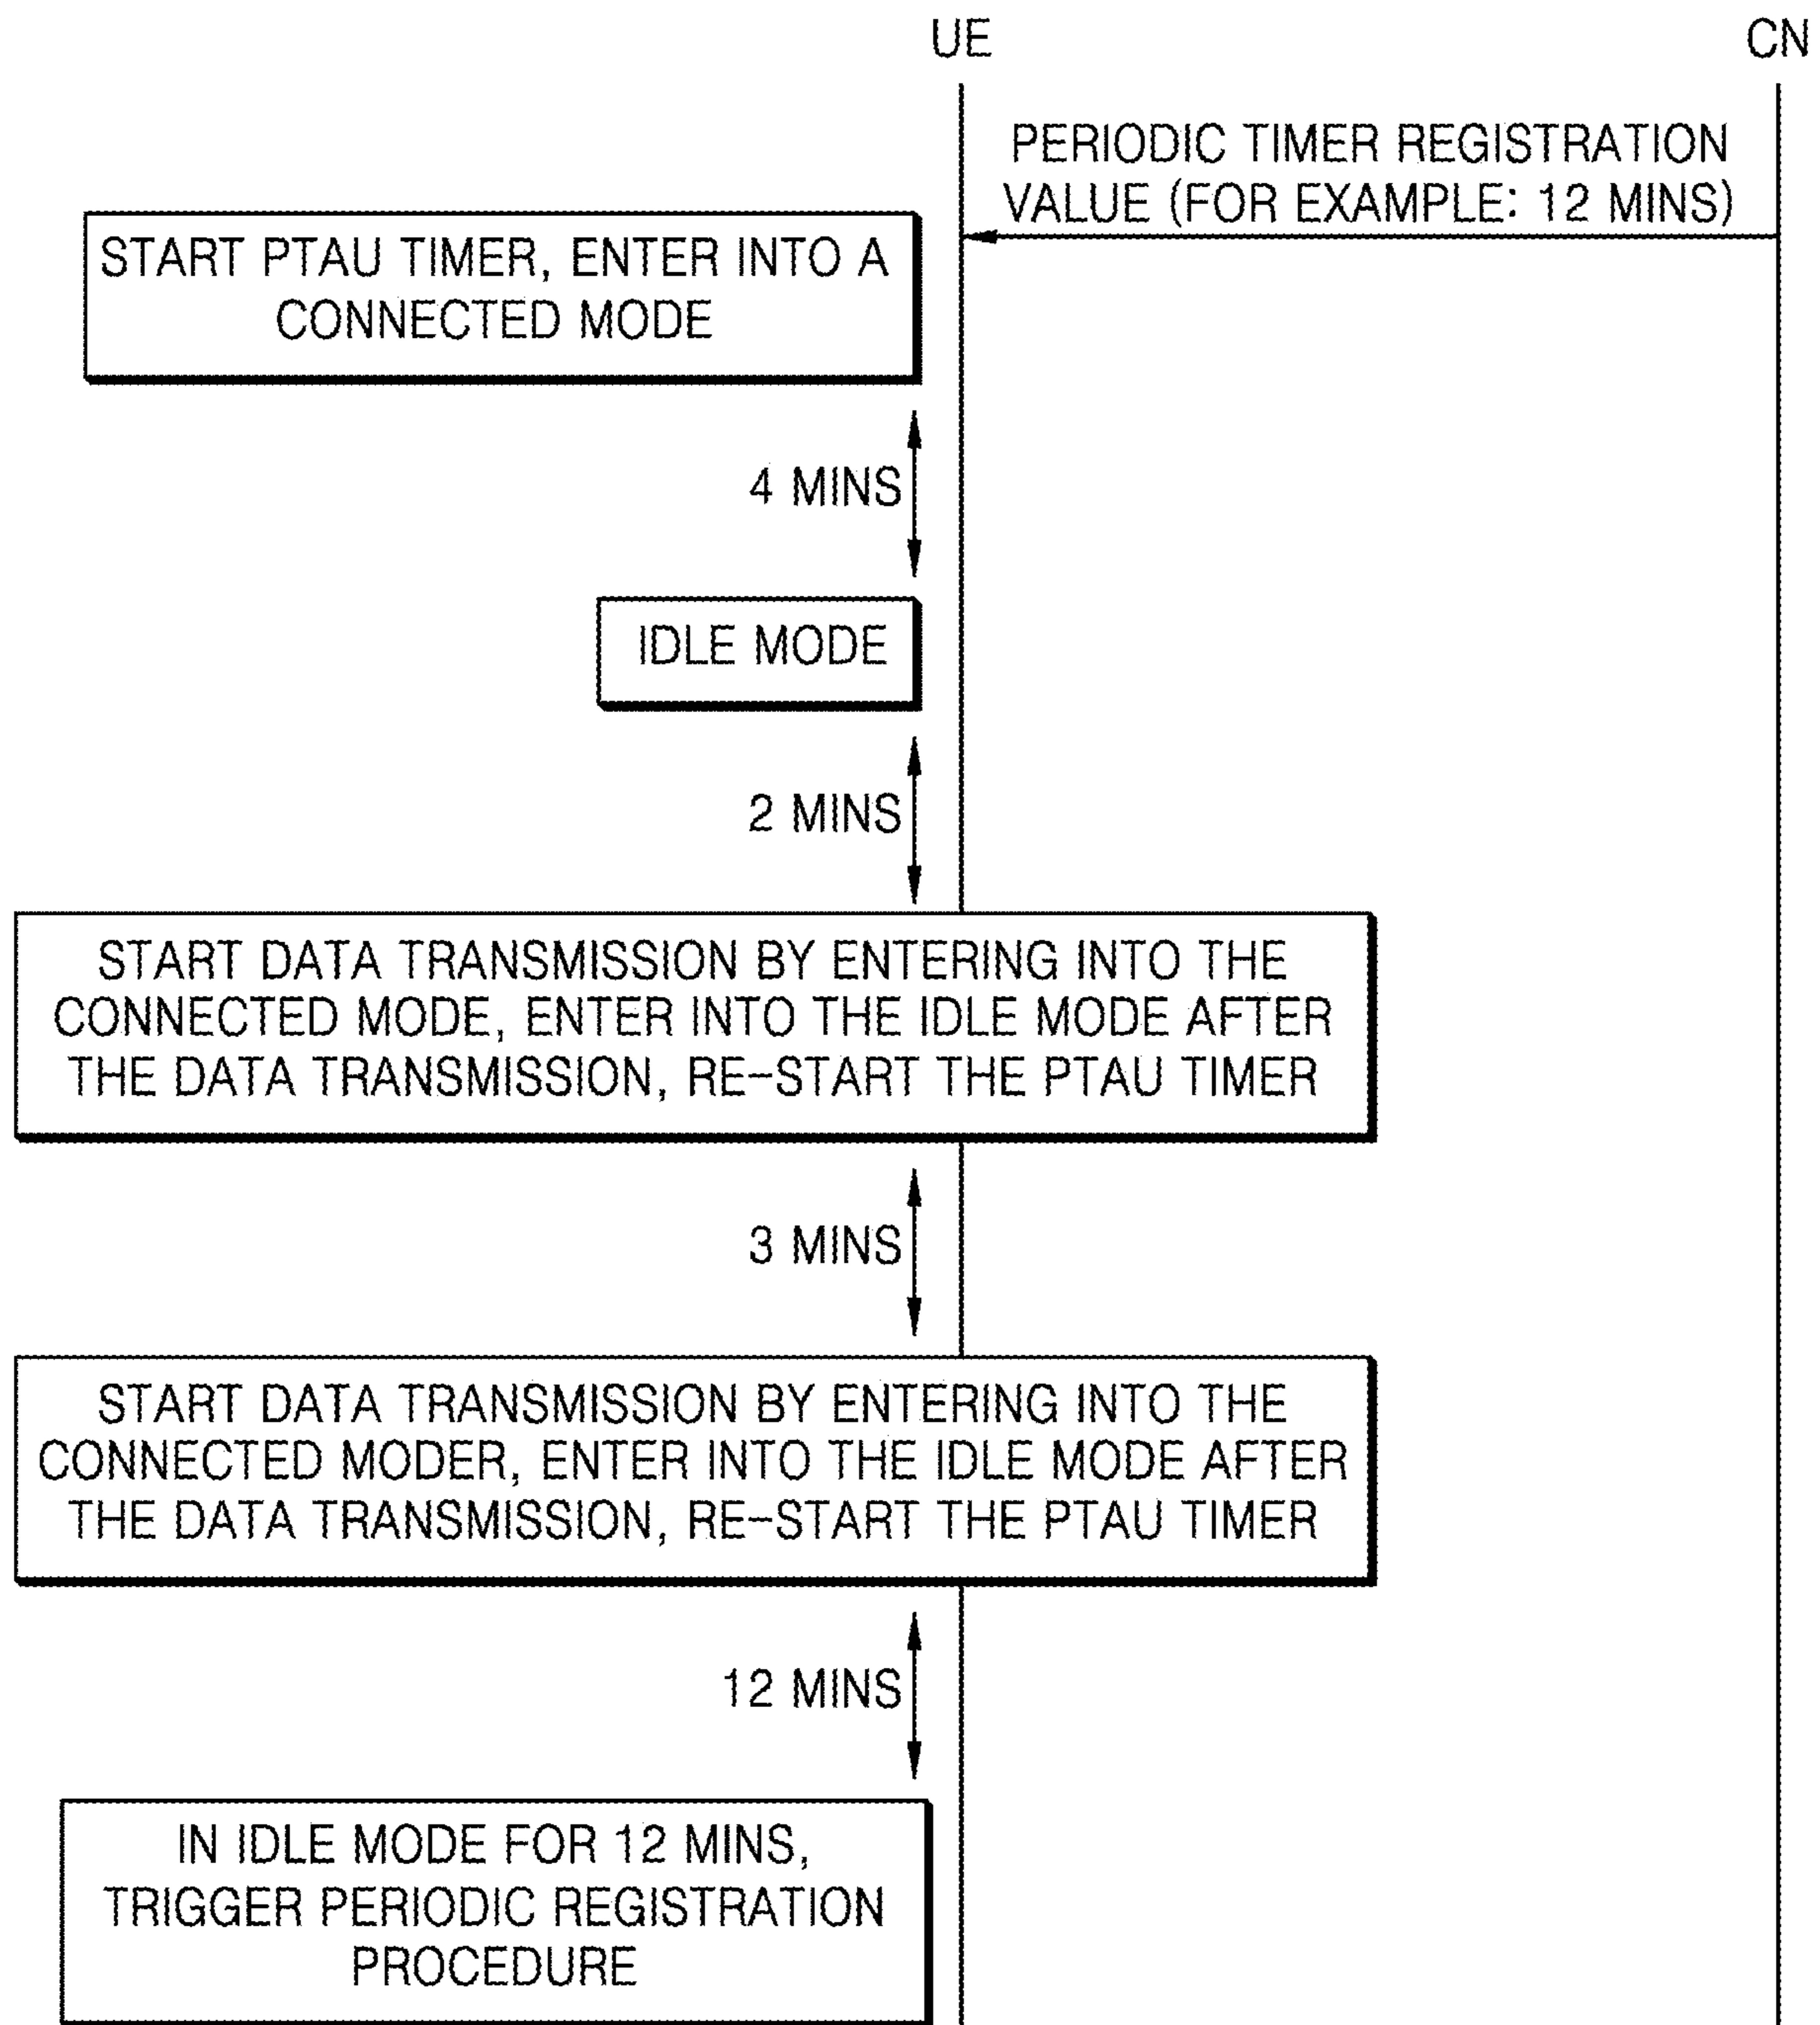 UE
CN
PERIODIC TIMER REGISTRATION
VALUE (FOR EXAMPLE: 12 MINS)
START PTAU TIMER, ENTER INTO A
CONNECTED MODE
4 MINS
IDLE MODE
2 MINS
START DATA TRANSMISSION BY ENTERING INTO THE
CONNECTED MODE, ENTER INTO THE IDLE MODE AFTER
THE DATA TRANSMISSION, RE-START THE PTAU TIMER
3 MINS
START DATA TRANSMISSION BY ENTERING INTO THE
CONNECTED MODER, ENTER INTO THE IDLE MODE AFTER
THE DATA TRANSMISSION, RE-START THE PTAU TIMER
12 MINS
IN IDLE MODE FOR 12 MINS,
TRIGGER PERIODIC REGISTRATION
PROCEDURE